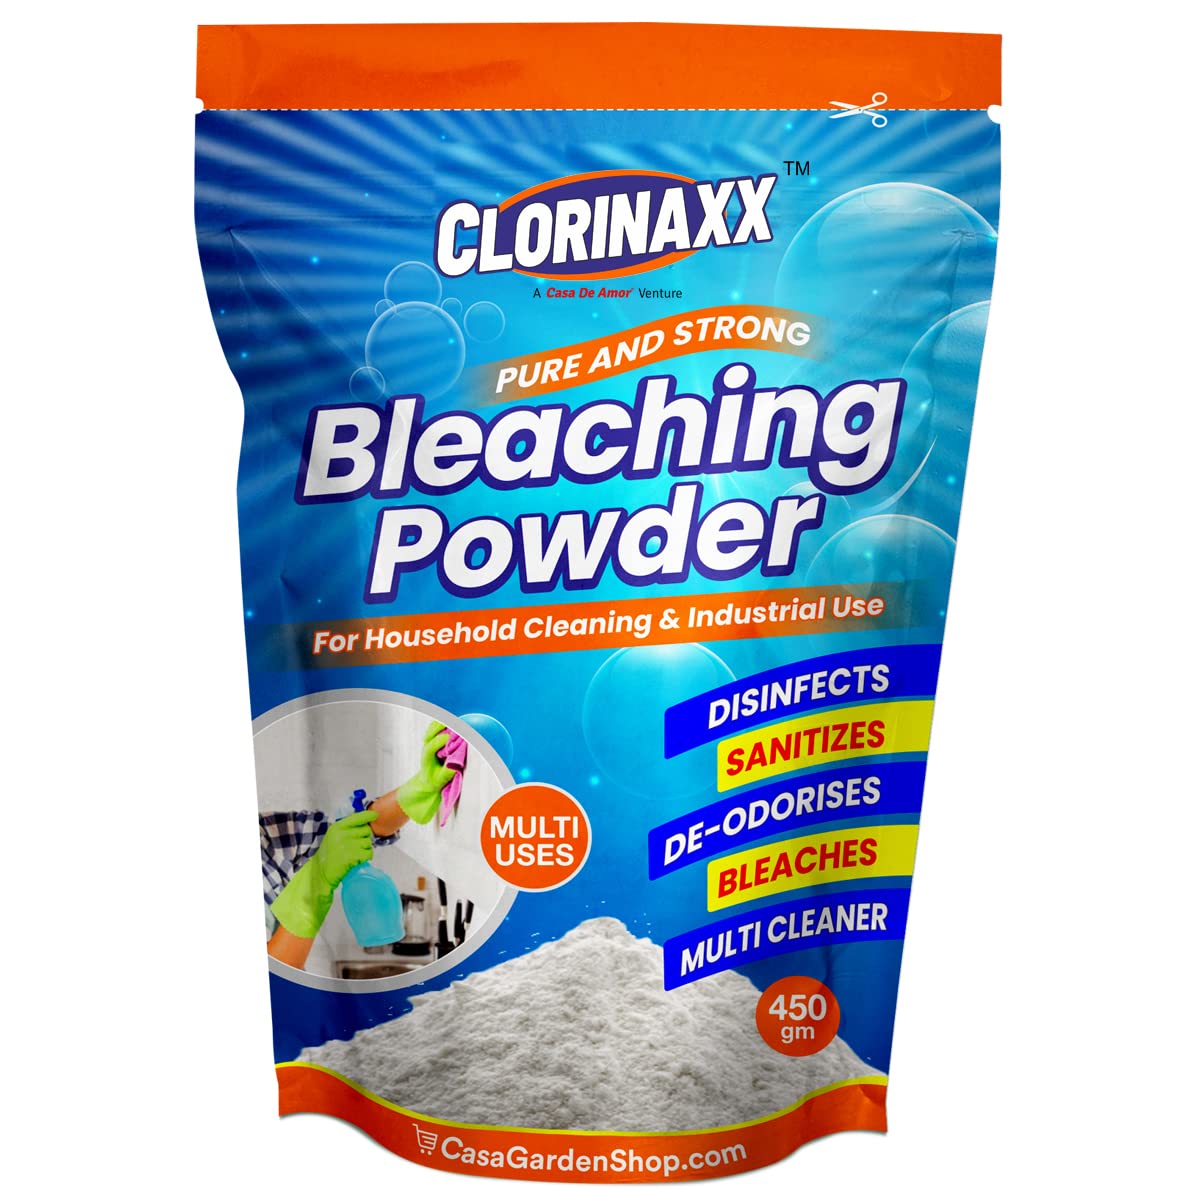 CLORINAXX TM
A Casa De Amor® Venture
PURE AND STRONG
Bleaching
Powder
For Household Cleaning & Industrial Use
DISINFECTS
SANITIZES
DE-ODORISES
BLEACHES
MULTI CLEANER
MULTI
USES
450
gm
CasaGardenShop.com